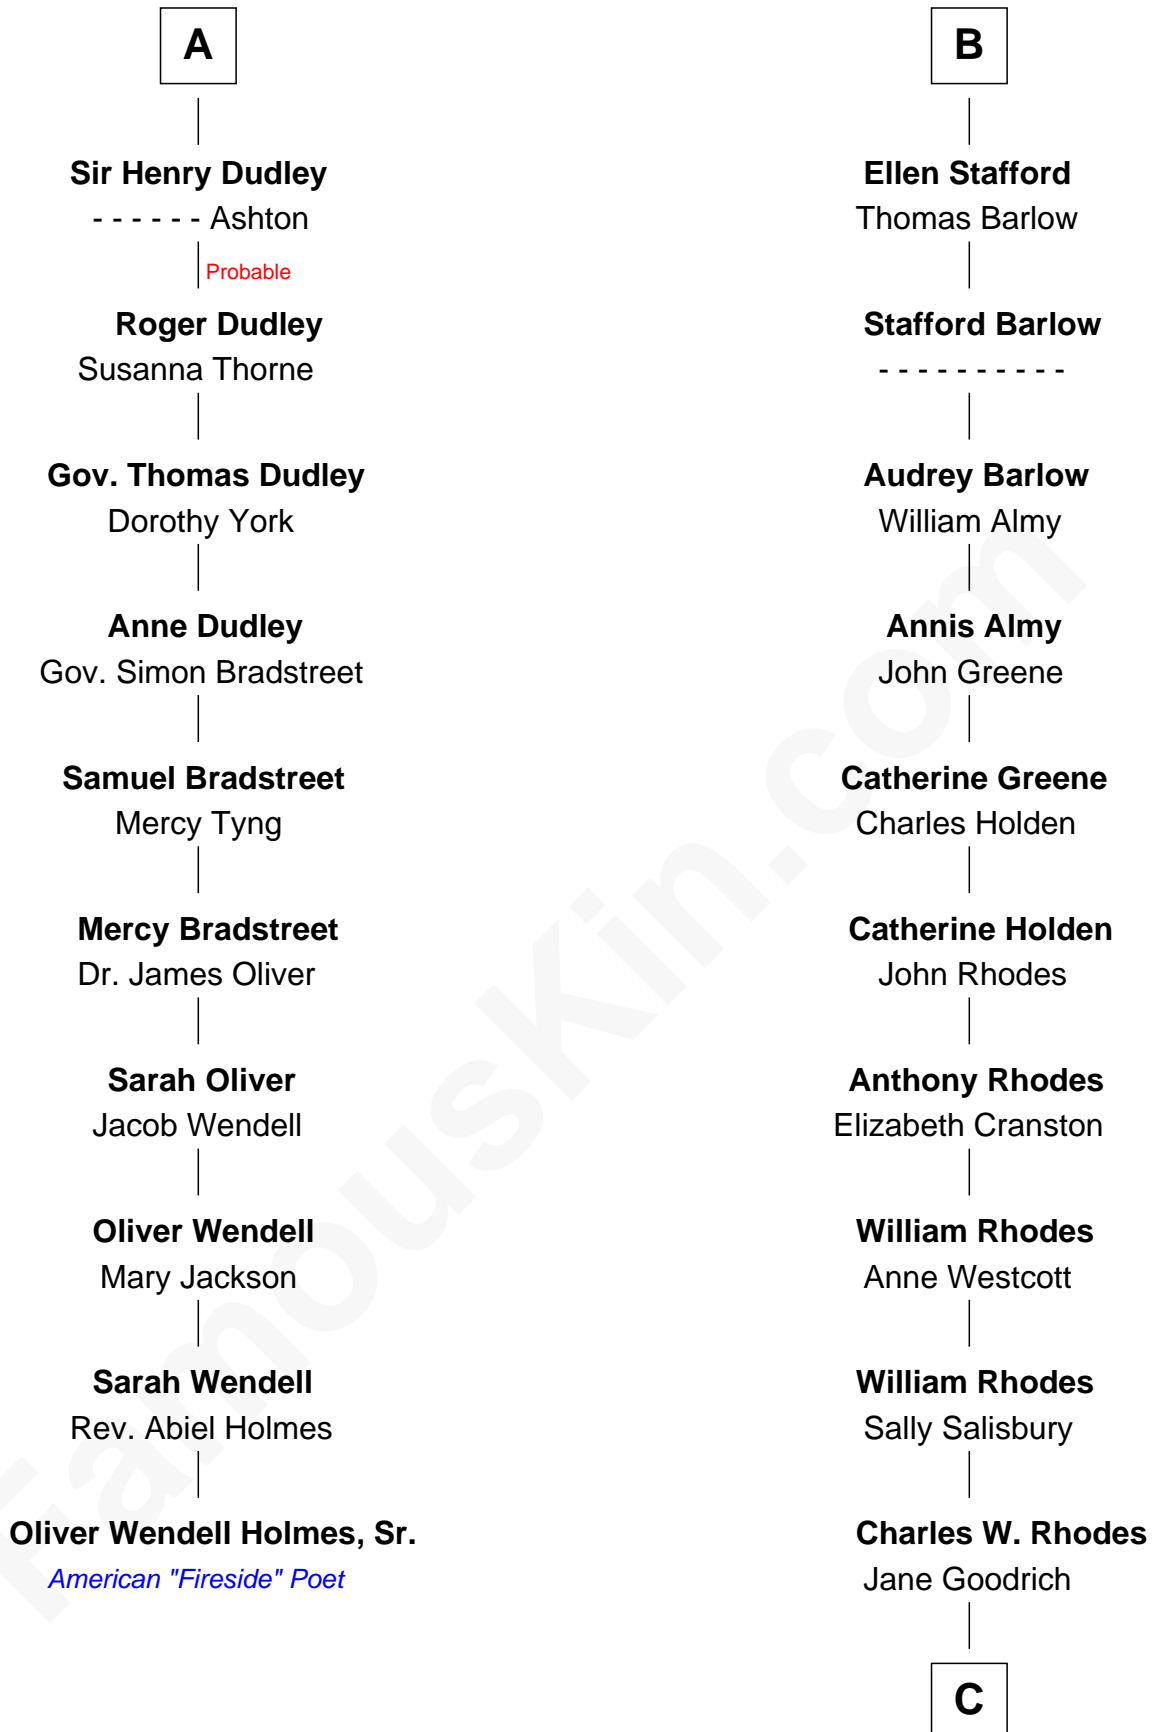 A
Sir Henry Dudley
- - - - - - Ashton
Probable
Roger Dudley
Susanna Thorne
Gov. Thomas Dudley
Dorothy York
Anne Dudley
Gov. Simon Bradstreet
Samuel Bradstreet
Mercy Tyng
Mercy Bradstreet
Dr. James Oliver
Sarah Oliver
Jacob Wendell
Oliver Wendell
Mary Jackson
Sarah Wendell
Rev. Abiel Holmes
Oliver Wendell Holmes, Sr.
American "Fireside" Poet
B
Ellen Stafford
Thomas Barlow
Stafford Barlow
- - - - - - - - - -
Audrey Barlow
William Almy
Annis Almy
John Greene
Catherine Greene
Charles Holden
Catherine Holden
John Rhodes
Anthony Rhodes
Elizabeth Cranston
William Rhodes
Anne Westcott
William Rhodes
Sally Salisbury
Charles W. Rhodes
Jane Goodrich
C
FamousKin.com